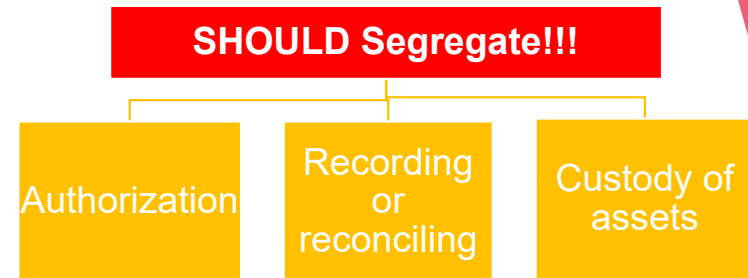 SHOULD Segregate!!!
Authorization
Recording
or
reconciling
Custody of
assets